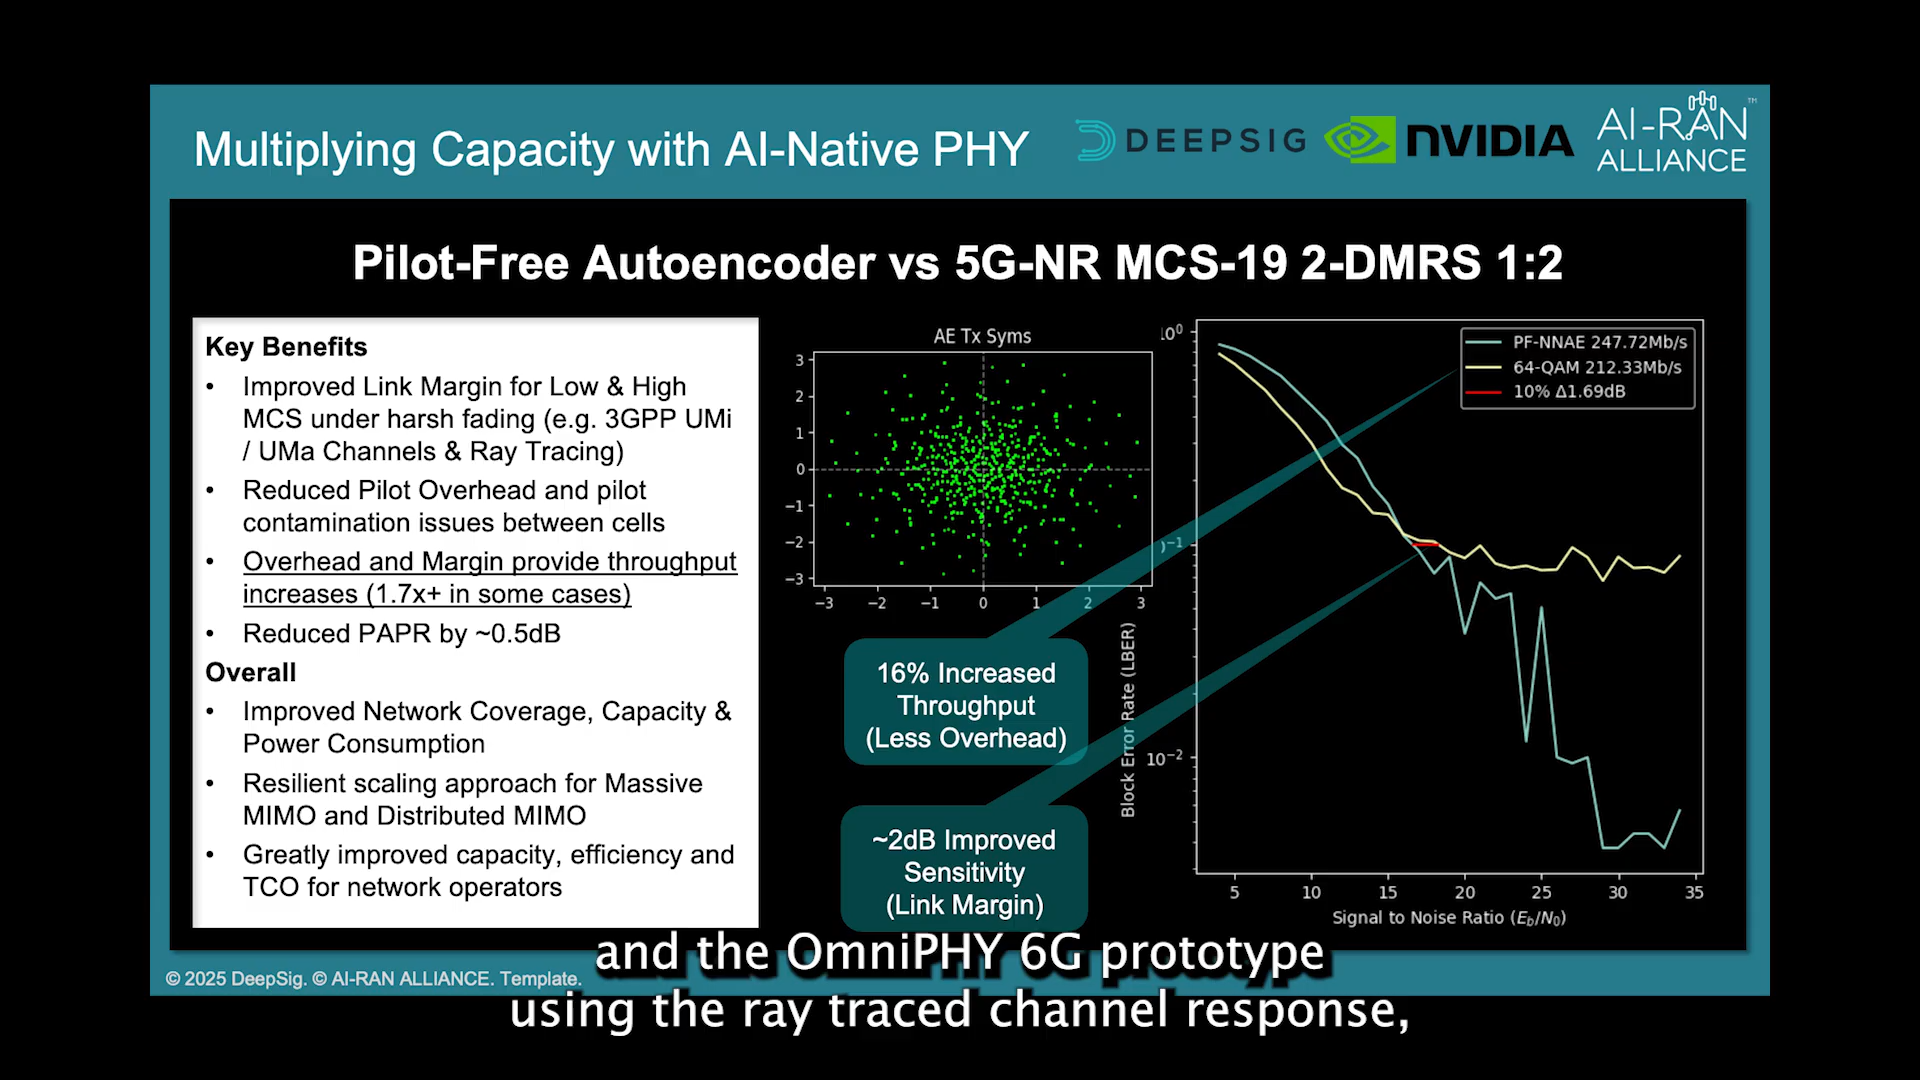 Multiplying Capacity with AI-Native PHY
DEEPSIG
NVIDIA
AI-RAN
ALLIANCE
™
Pilot-Free Autoencoder vs 5G-NR MCS-19 2-DMRS 1:2
Key Benefits
• Improved Link Margin for Low & High
MCS under harsh fading (e.g. 3GPP UMi
/ UMa Channels & Ray Tracing)
• Reduced Pilot Overhead and pilot
contamination issues between cells
• Overhead and Margin provide throughput
increases (1.7x+ in some cases)
• Reduced PAPR by ~0.5dB
Overall
• Improved Network Coverage, Capacity &
Power Consumption
• Resilient scaling approach for Massive
MIMO and Distributed MIMO
• Greatly improved capacity, efficiency and
TCO for network operators
AE Tx Syms
3
2
1
0
−1
−2
−3
−3 −2 −1 0 1 2 3
16% Increased
Throughput
(Less Overhead)
~2dB Improved
Sensitivity
(Link Margin)
PF-NNAE 247.72Mb/s
64-QAM 212.33Mb/s
10% Δ1.69dB
10⁰
10⁻²
Block Error Rate (LBER)
5 10 15 20 25 30 35
Signal to Noise Ratio (Eb/N0)
© 2025 DeepSig. © AI-RAN ALLIANCE. Template.
and the OmniPHY 6G prototype
using the ray traced channel response,